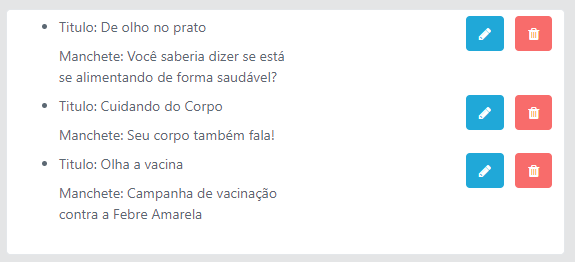 Titulo: De olho no prato
Manchete: Você saberia dizer se está
se alimentando de forma saudável?
Titulo: Cuidando do Corpo
Manchete: Seu corpo também fala!
Titulo: Olha a vacina
Manchete: Campanha de vacinação
contra a Febre Amarela